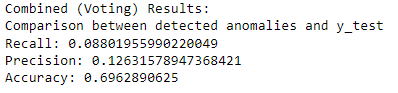 Combined (Voting) Results:
Comparison between detected anomalies and y_test
Recall: 0.08801955990220049
Precision: 0.12631578947368421
Accuracy: 0.6962890625